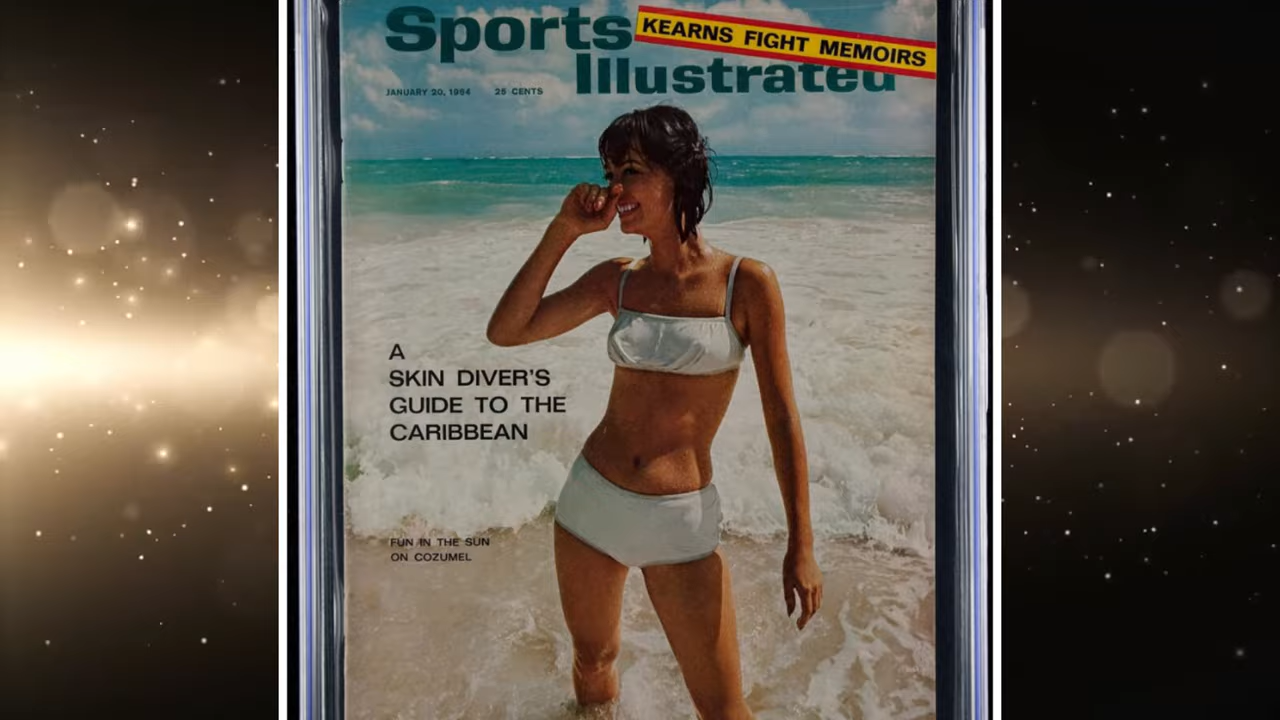 Sports
KEARNS FIGHT MEMOIRS
Illustrated
JANUARY 20, 1964 25 CENTS
A
SKIN DIVER'S
GUIDE TO THE
CARIBBEAN
FUN IN THE SUN
ON COZUMEL